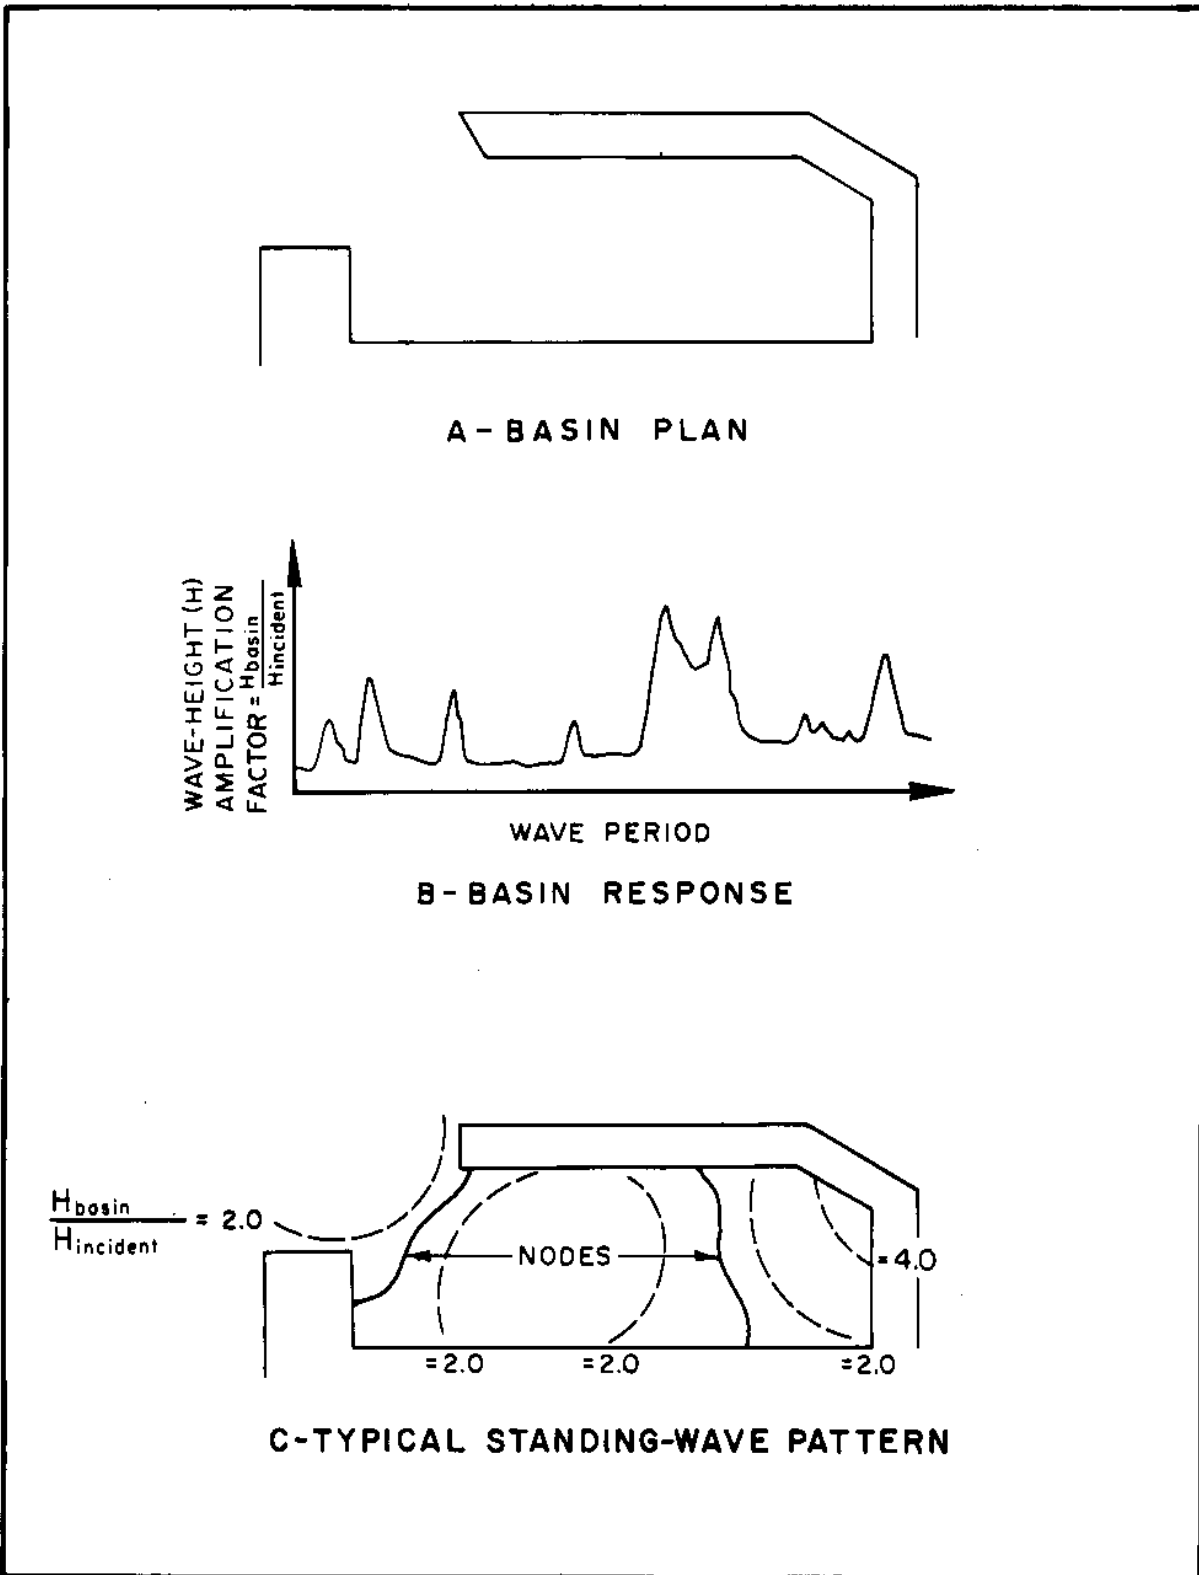 A-BASIN PLAN
WAVE-HEIGHT (H)
AMPLIFICATION
FACTOR = Hbasin
Hincident
WAVE PERIOD
B-BASIN RESPONSE
Hbasin
Hincident
= 2.0
NODES
= 4.0
=2.0
=2.0
=2.0
C-TYPICAL STANDING-WAVE PATTERN